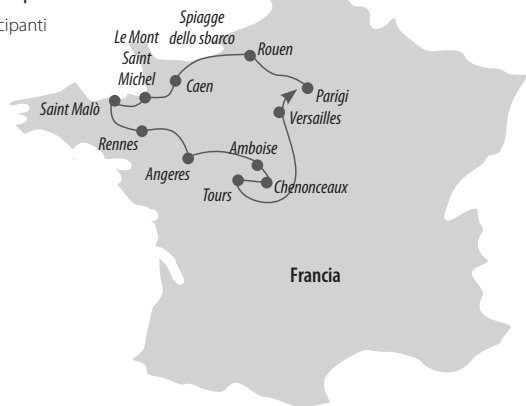 cipanti
Spiagge
dello sbarco
Le Mont
Saint
Michel
Rouen
Caen
Parigi
Saint Malò
Versailles
Rennes
Amboise
Angeres
Chenonceaux
Tours
Francia